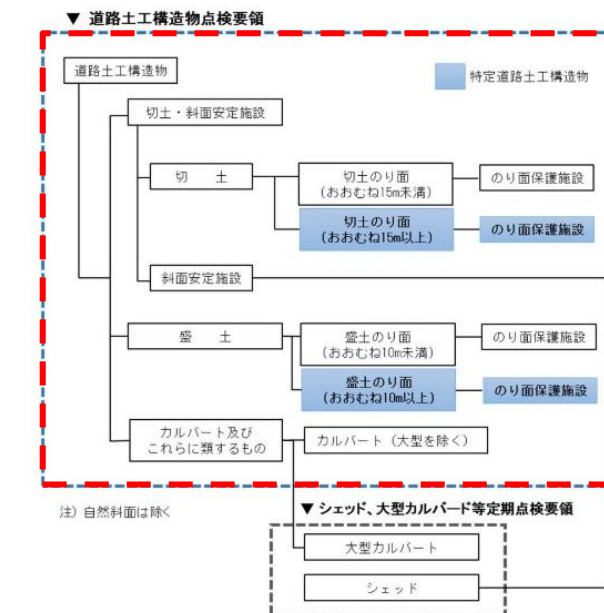 ▼ 道路土工構造物点検要領
道路土工構造物
特定道路土工構造物
切土・斜面安定施設
切 土
切土のり面
(おおむね15m未満)
のり面保護施設
切土のり面
(おおむね15m以上)
のり面保護施設
斜面安定施設
盛 土
盛土のり面
(おおむね10m未満)
のり面保護施設
盛土のり面
(おおむね10m以上)
のり面保護施設
カルバート及び
これらに類するもの
カルバート (大型を除く)
注) 自然斜面は除く
▼ シェッド、大型カルバード等定期点検要領
大型カルバート
シェッド